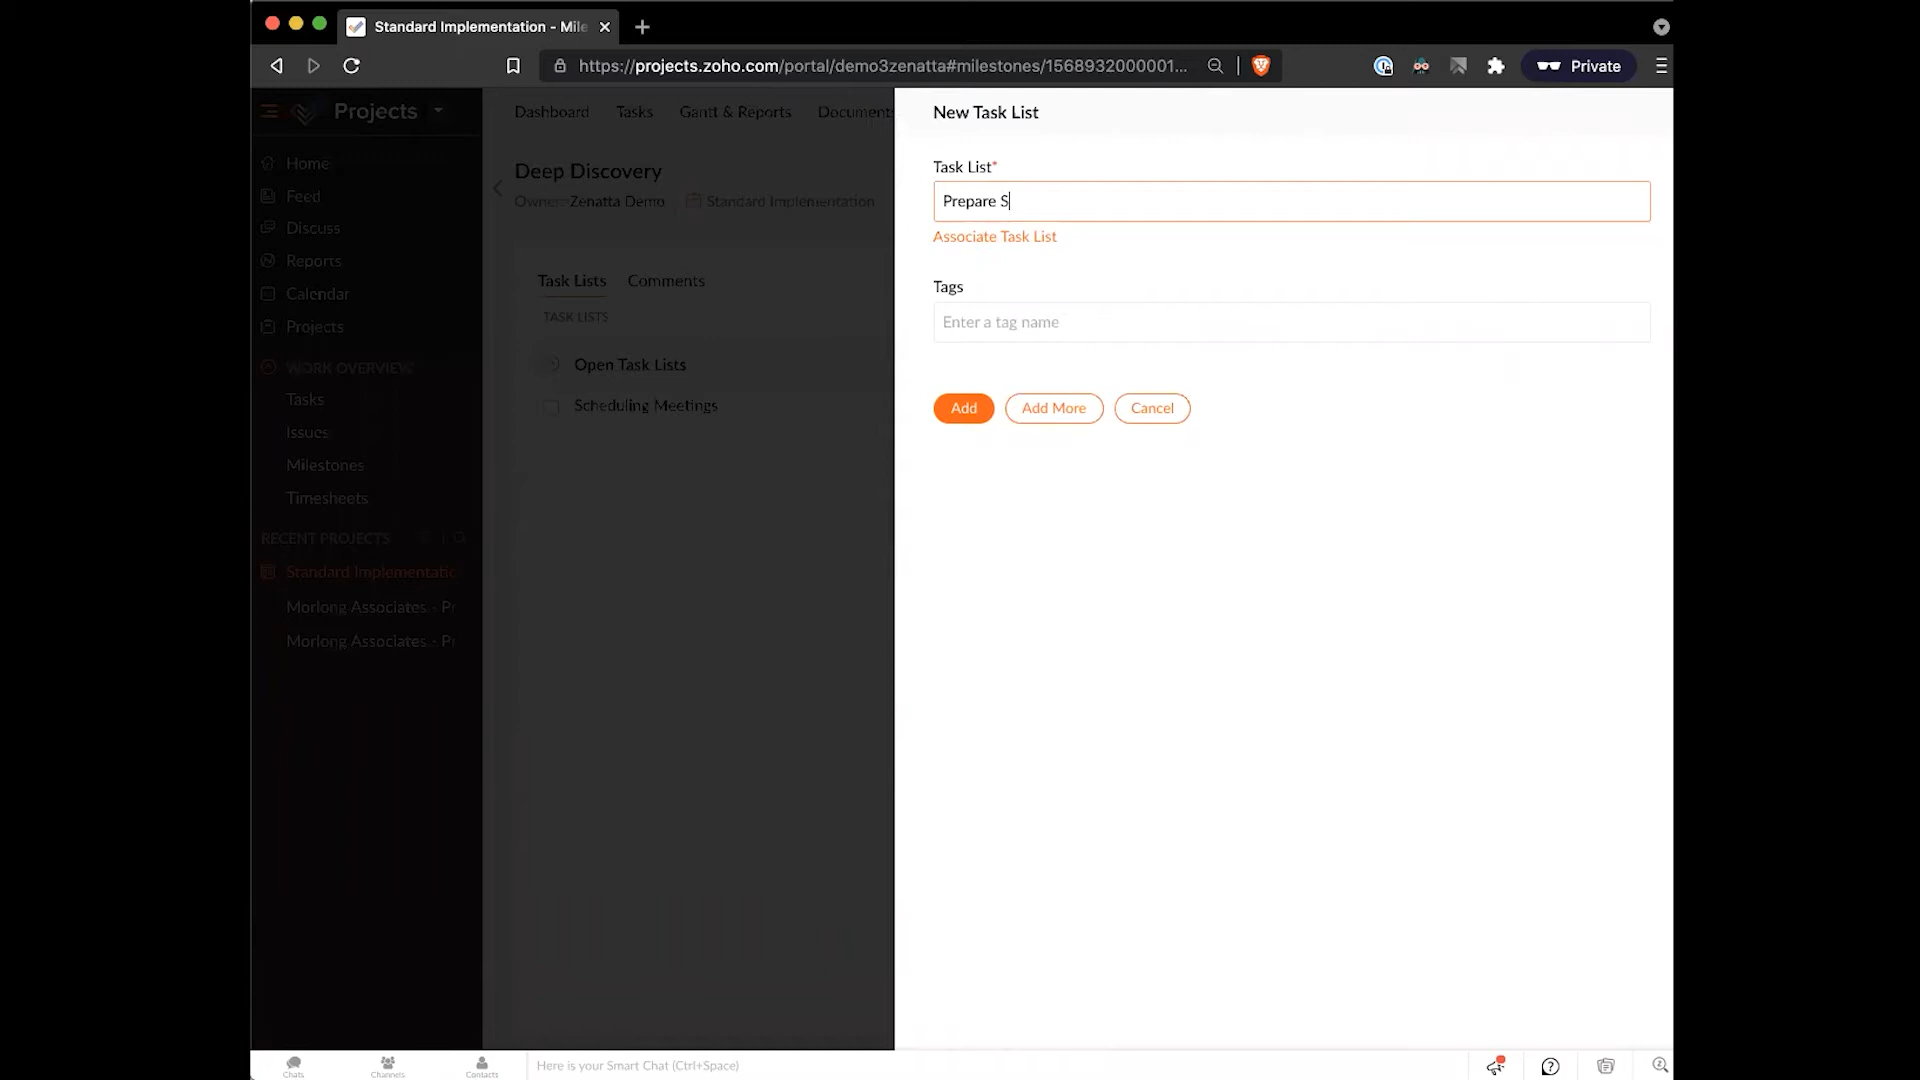 Standard Implementation - Mile
https://projects.zoho.com/portal/demo3zenatta#milestones/1568932000001...
Private
Projects
Home
Feed
Discuss
Reports
Calendar
Projects
WORK OVERVIEW
Tasks
Issues
Milestones
Timesheets
RECENT PROJECTS
Standard Implementatio
Morlong Associates - Pr
Morlong Associates - Pr
Dashboard Tasks Gantt & Reports Documents
Deep Discovery
Owner: Zenatta Demo Standard Implementation
Task Lists Comments
TASK LISTS
Open Task Lists
Scheduling Meetings
New Task List
Task List*
Prepare S
Associate Task List
Tags
Enter a tag name
Add Add More Cancel
Chats Channels Contacts
Here is your Smart Chat (Ctrl+Space)